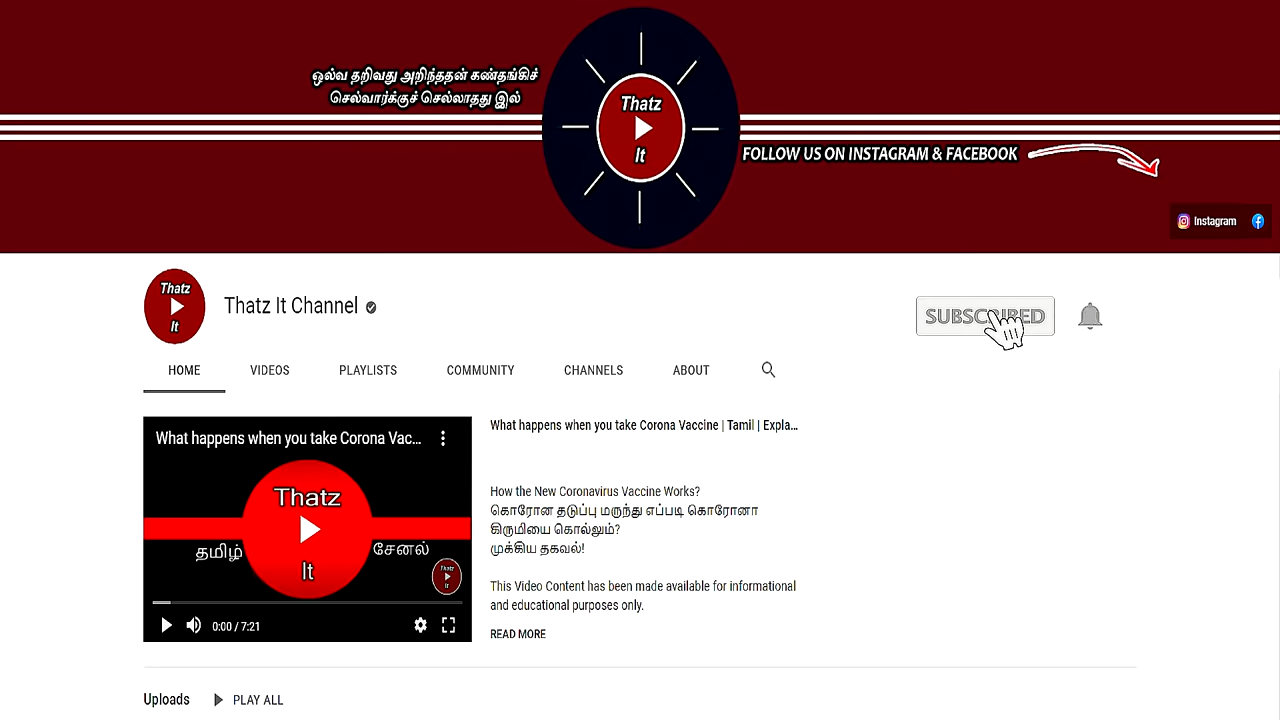 ஒல்வ தறிவது அறிந்ததன் கண்தங்கிச்
செல்வார்க்குச் செல்லாதது இல்
Thatz
It
FOLLOW US ON INSTAGRAM & FACEBOOK
Instagram
Thatz
It
Thatz It Channel
SUBSCRIBED
HOME VIDEOS PLAYLISTS COMMUNITY CHANNELS ABOUT
What happens when you take Corona Vac...
Thatz
It
தமிழ் சேனல்
Thatz
It
0:00 / 7:21
What happens when you take Corona Vaccine | Tamil | Expla...
How the New Coronavirus Vaccine Works?
கொரோன தடுப்பு மருந்து எப்படி கொரோனா
கிருமியை கொல்லும்?
முக்கிய தகவல்!
This Video Content has been made available for informational
and educational purposes only.
READ MORE
Uploads PLAY ALL